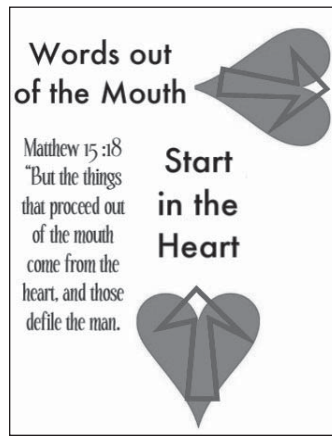 Words out
of the Mouth
Matthew 15 :18
“But the things
that proceed out
of the mouth
come from the
heart, and those
defile the man.
Start
in the
Heart